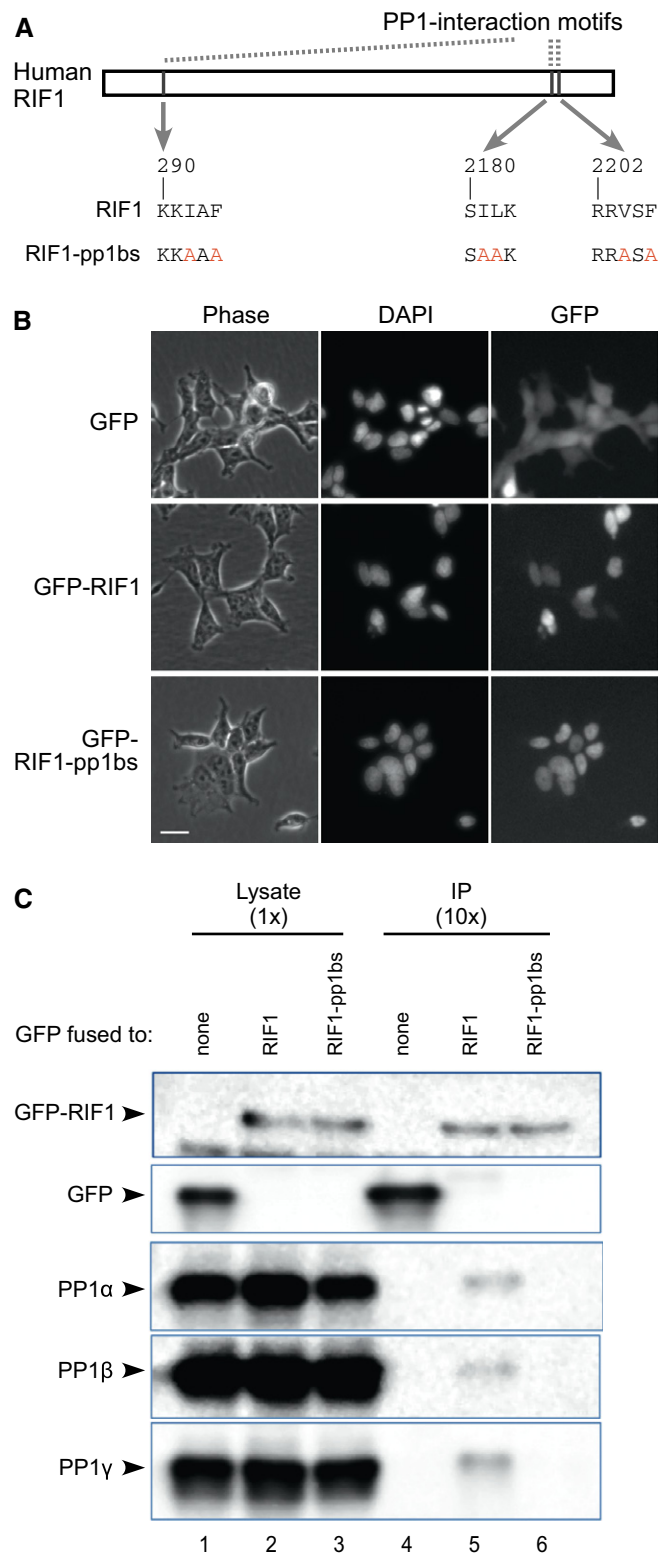 A
PP1-interaction motifs
Human
RIF1
290
2180
2202
RIF1 KKIAF SILK RRVSF
RIF1-pp1bs KKAAA SAAK RRASA
B
Phase DAPI GFP
GFP
GFP-RIF1
GFP-
RIF1-pp1bs
C
Lysate
(1x)
IP
(10x)
GFP fused to: none RIF1 RIF1-pp1bs none RIF1 RIF1-pp1bs
GFP-RIF1
GFP
PP1α
PP1β
PP1γ
1 2 3 4 5 6